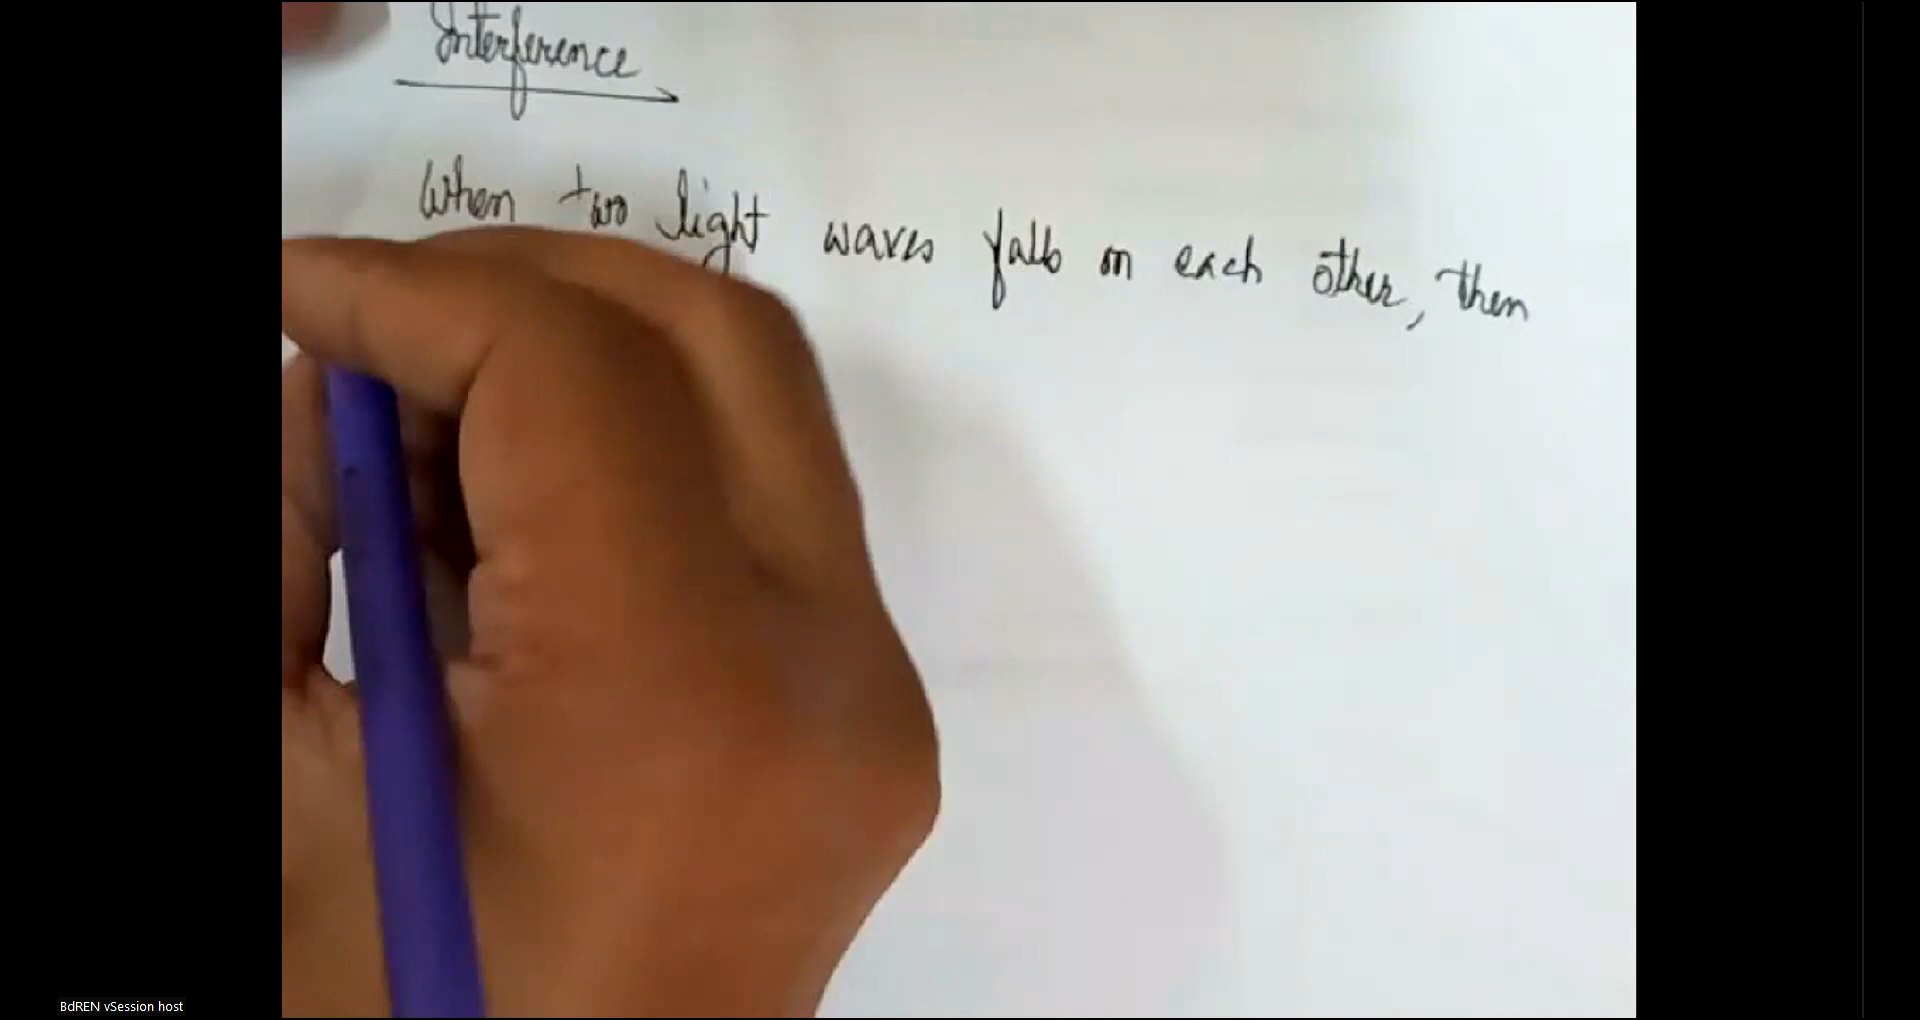 Interference
When two light waves falls on each other, then
BdREN vSession host